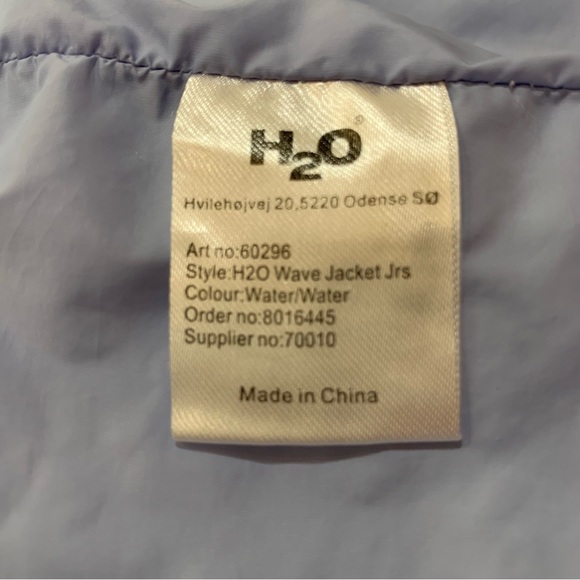 H2O®
Hvilehøjvej 20,5220 Odense SØ
Art no:60296
Style:H2O Wave Jacket Jrs
Colour:Water/Water
Order no:8016445
Supplier no:70010
Made in China